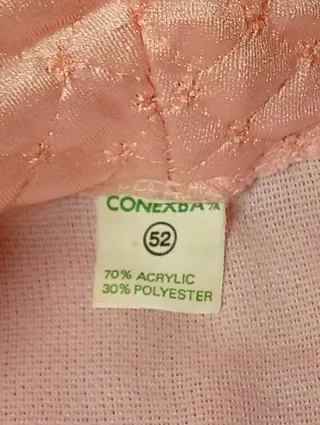 CONEXBA
52
70% ACRYLIC
30% POLYESTER